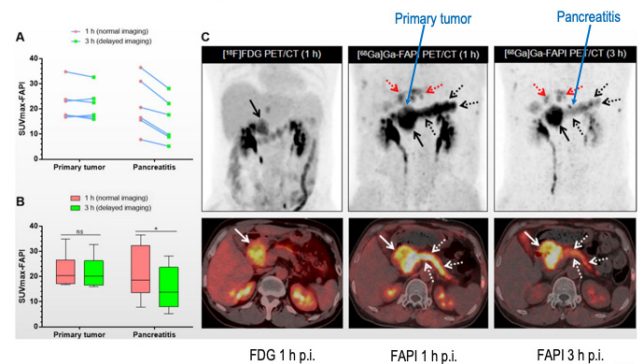 Primary tumor
Pancreatitis
A
1 h (normal imaging)
3 h (delayed imaging)
SUVmax-FAPI
40
30
20
10
0
Primary tumor
Pancreatitis
B
1 h (normal imaging)
3 h (delayed imaging)
SUVmax-FAPI
40
30
20
10
0
ns
*
Primary tumor
Pancreatitis
C
[18F]FDG PET/CT (1 h)
[68Ga]Ga-FAPI PET/CT (1 h)
[68Ga]Ga-FAPI PET/CT (3 h)
FDG 1 h p.i.
FAPI 1 h p.i.
FAPI 3 h p.i.